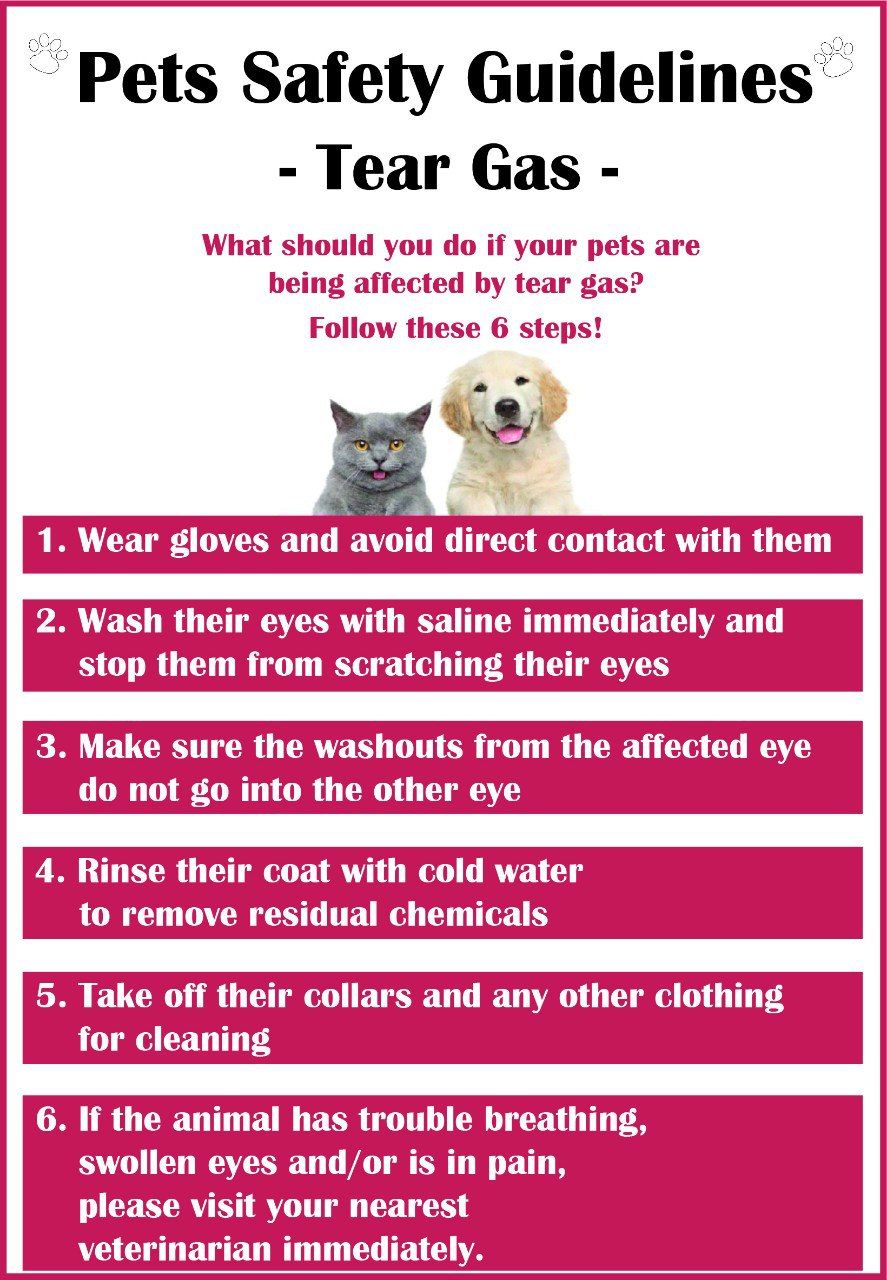 Pets Safety Guidelines
- Tear Gas -
What should you do if your pets are
being affected by tear gas?
Follow these 6 steps!
1. Wear gloves and avoid direct contact with them
2. Wash their eyes with saline immediately and
stop them from scratching their eyes
3. Make sure the washouts from the affected eye
do not go into the other eye
4. Rinse their coat with cold water
to remove residual chemicals
5. Take off their collars and any other clothing
for cleaning
6. If the animal has trouble breathing,
swollen eyes and/or is in pain,
please visit your nearest
veterinarian immediately.